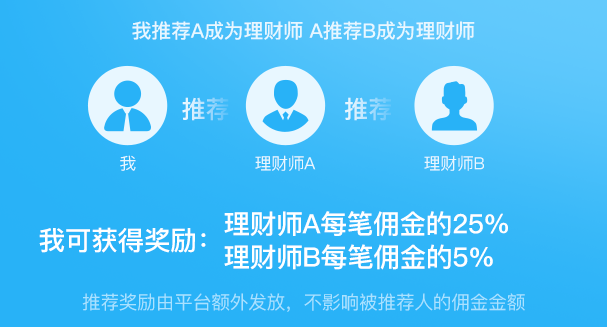 我推荐A成为理财师 A推荐B成为理财师
推荐 推荐
我 理财师A 理财师B
我可获得奖励：
理财师A每笔佣金的25%
理财师B每笔佣金的5%
推荐奖励由平台额外发放，不影响被推荐人的佣金金额